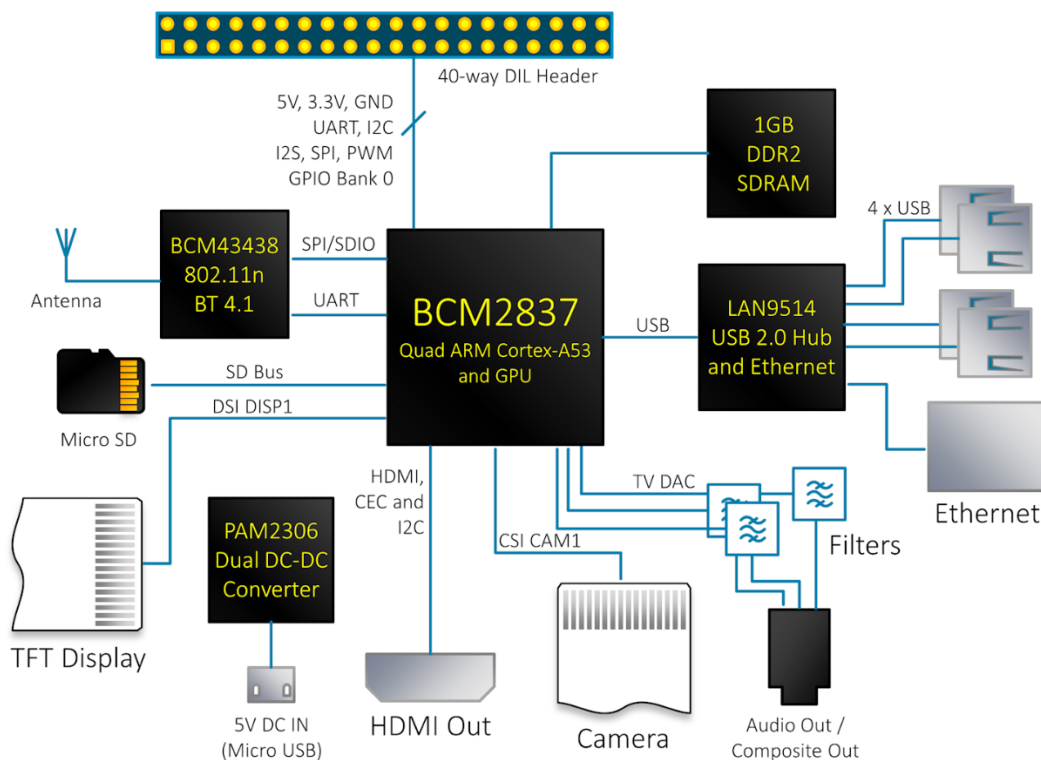 40-way DIL Header
5V, 3.3V, GND
UART, I2C
I2S, SPI, PWM
GPIO Bank 0
1GB
DDR2
SDRAM
4 x USB
BCM43438
802.11n
BT 4.1
SPI/SDIO
UART
Antenna
BCM2837
Quad ARM Cortex-A53
and GPU
USB
LAN9514
USB 2.0 Hub
and Ethernet
SD Bus
Micro SD
DSI DISP1
HDMI,
CEC and
I2C
TV DAC
CSI CAM1
Filters
Ethernet
PAM2306
Dual DC-DC
Converter
TFT Display
5V DC IN
(Micro USB)
HDMI Out
Camera
Audio Out /
Composite Out